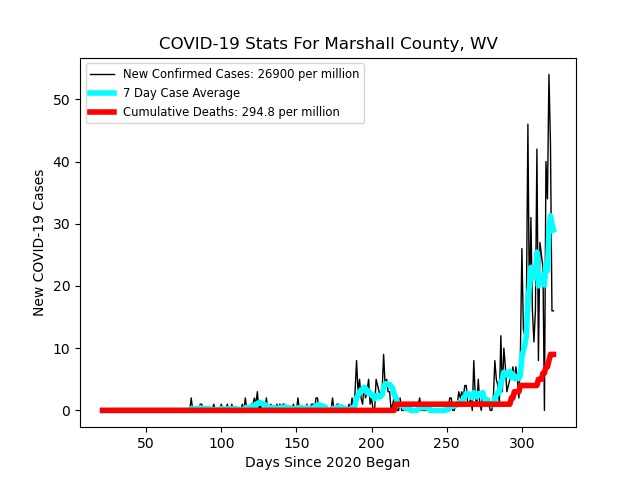 COVID-19 Stats For Marshall County, WV
New Confirmed Cases: 26900 per million
7 Day Case Average
Cumulative Deaths: 294.8 per million
New COVID-19 Cases
50
40
30
20
10
0
50 100 150 200 250 300
Days Since 2020 Began